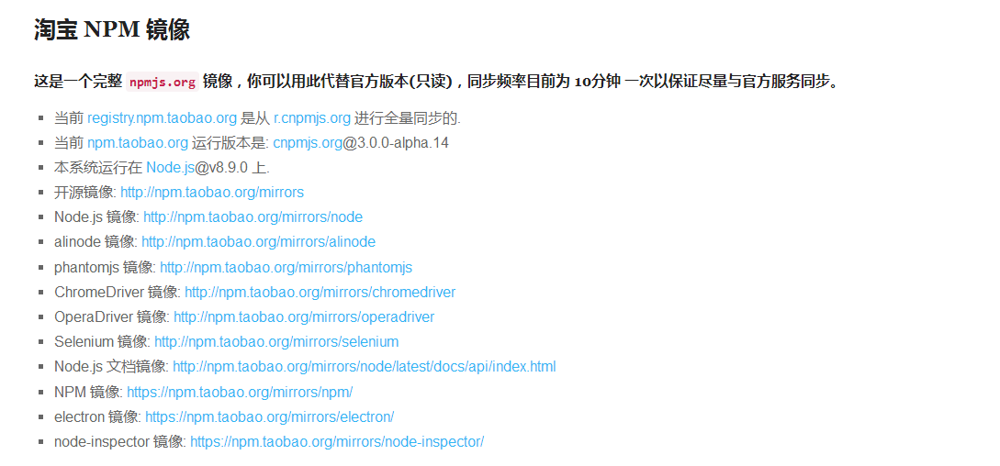 淘宝 NPM 镜像
这是一个完整 npmjs.org 镜像，你可以用此代替官方版本(只读)，同步频率目前为 10分钟 一次以保证尽量与官方服务同步。
当前 registry.npm.taobao.org 是从 r.cnpmjs.org 进行全量同步的.
当前 npm.taobao.org 运行版本是: cnpmjs.org@3.0.0-alpha.14
本系统运行在 Node.js@v8.9.0 上.
开源镜像: http://npm.taobao.org/mirrors
Node.js 镜像: http://npm.taobao.org/mirrors/node
alinode 镜像: http://npm.taobao.org/mirrors/alinode
phantomjs 镜像: http://npm.taobao.org/mirrors/phantomjs
ChromeDriver 镜像: http://npm.taobao.org/mirrors/chromedriver
OperaDriver 镜像: http://npm.taobao.org/mirrors/operadriver
Selenium 镜像: http://npm.taobao.org/mirrors/selenium
Node.js 文档镜像: http://npm.taobao.org/mirrors/node/latest/docs/api/index.html
NPM 镜像: https://npm.taobao.org/mirrors/npm/
electron 镜像: https://npm.taobao.org/mirrors/electron/
node-inspector 镜像: https://npm.taobao.org/mirrors/node-inspector/